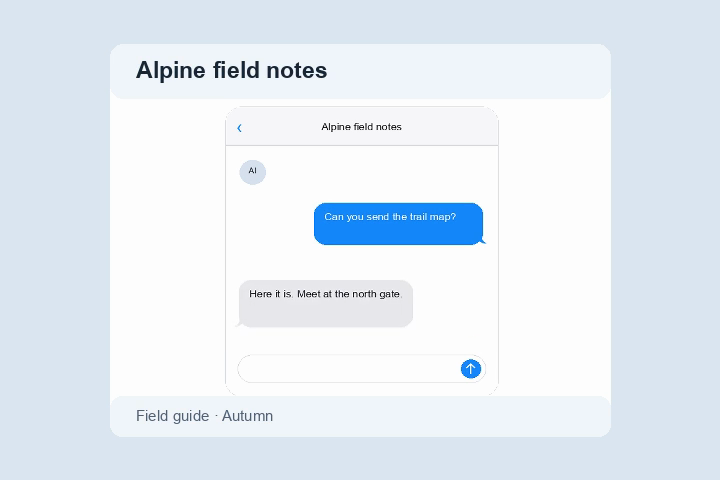 Alpine field notes
‹ Alpine field notes
Al
Can you send the trail map?
Here it is. Meet at the north gate.
Field guide · Autumn